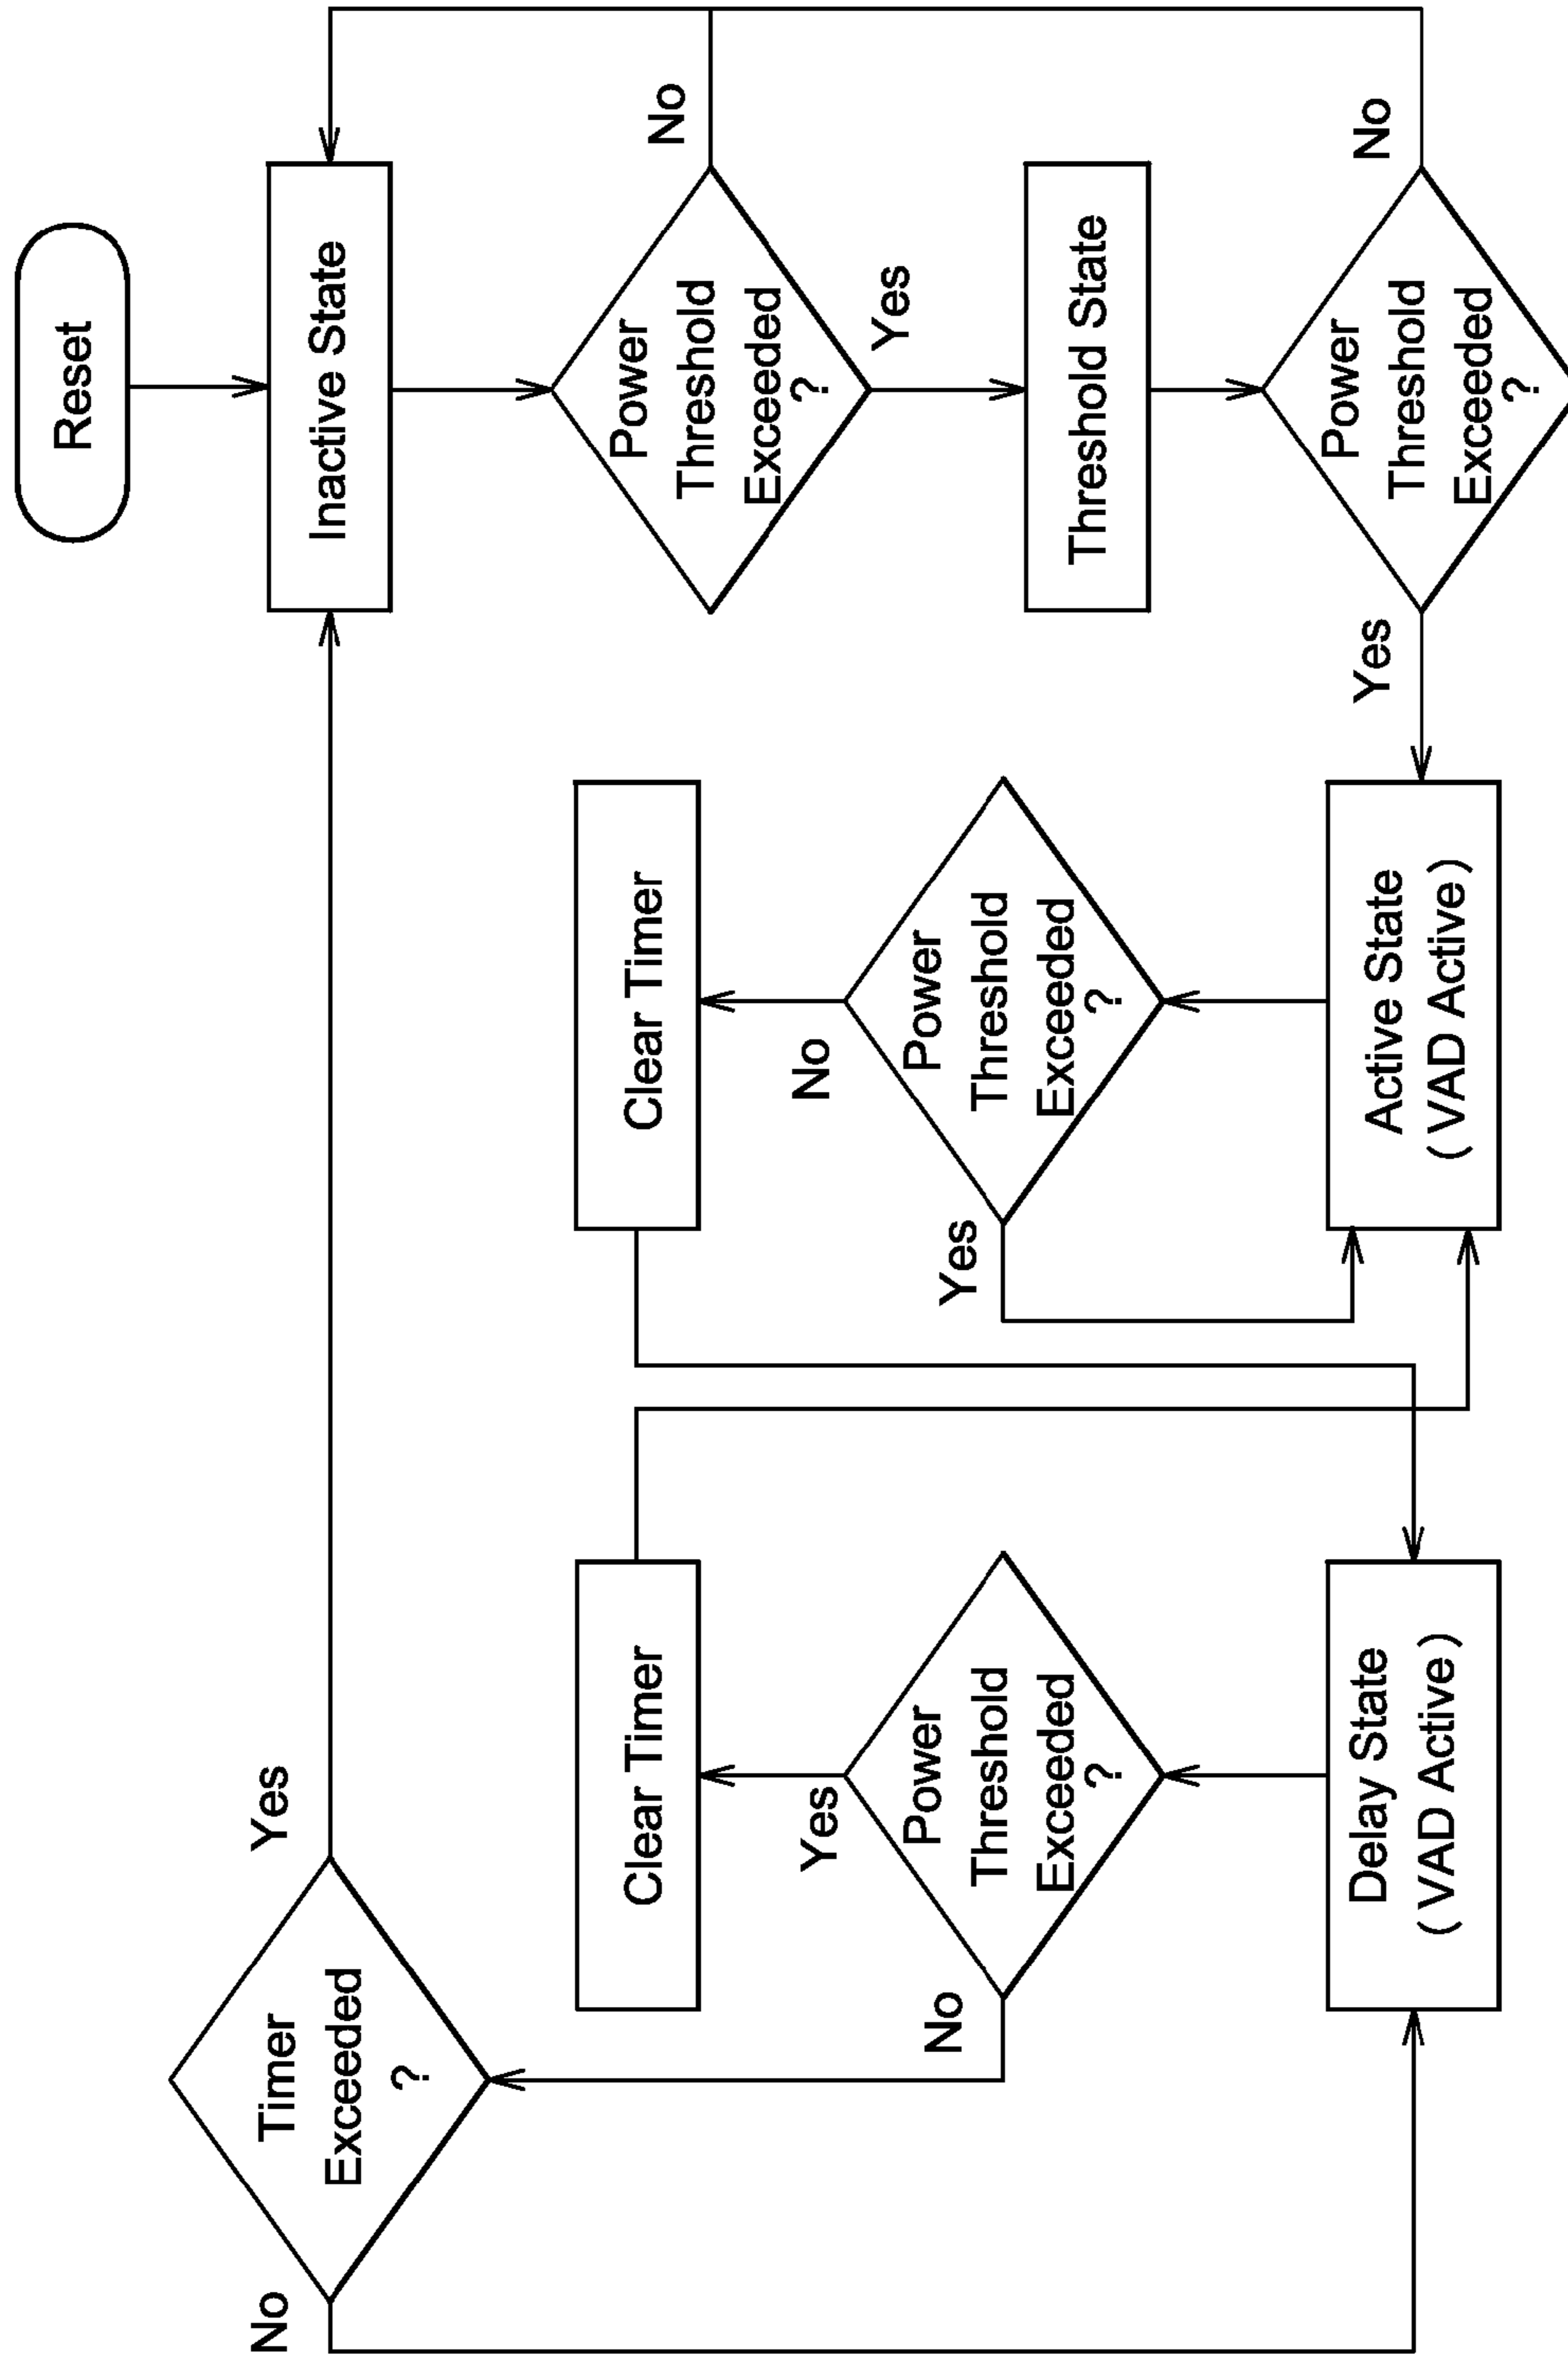 Reset
Inactive State
Power
Threshold
Exceeded
?
No
Yes
Threshold State
Power
Threshold
Exceeded
?
No
Yes
Active State
(VAD Active)
Power
Threshold
Exceeded
?
Yes
No
Clear Timer
Delay State
(VAD Active)
Power
Threshold
Exceeded
?
Yes
No
Clear Timer
Timer
Exceeded
?
Yes
No